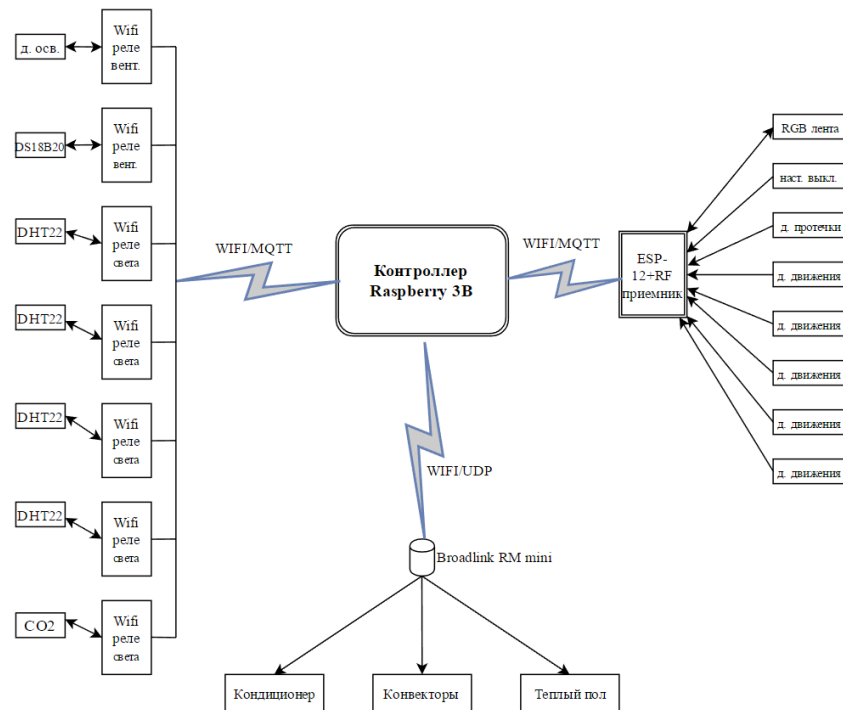 д. осв.
Wifi
реле
вент.
DS18B20
Wifi
реле
вент.
DHT22
Wifi
реле
света
DHT22
Wifi
реле
света
DHT22
Wifi
реле
света
DHT22
Wifi
реле
света
CO2
Wifi
реле
света
WIFI/MQTT
Контроллер
Raspberry 3B
WIFI/MQTT
WIFI/UDP
Broadlink RM mini
Кондиционер
Конвекторы
Теплый пол
ESP-
12+RF
приемник
RGB лента
наст. выкл.
д. протечки
д. движения
д. движения
д. движения
д. движения
д. движения